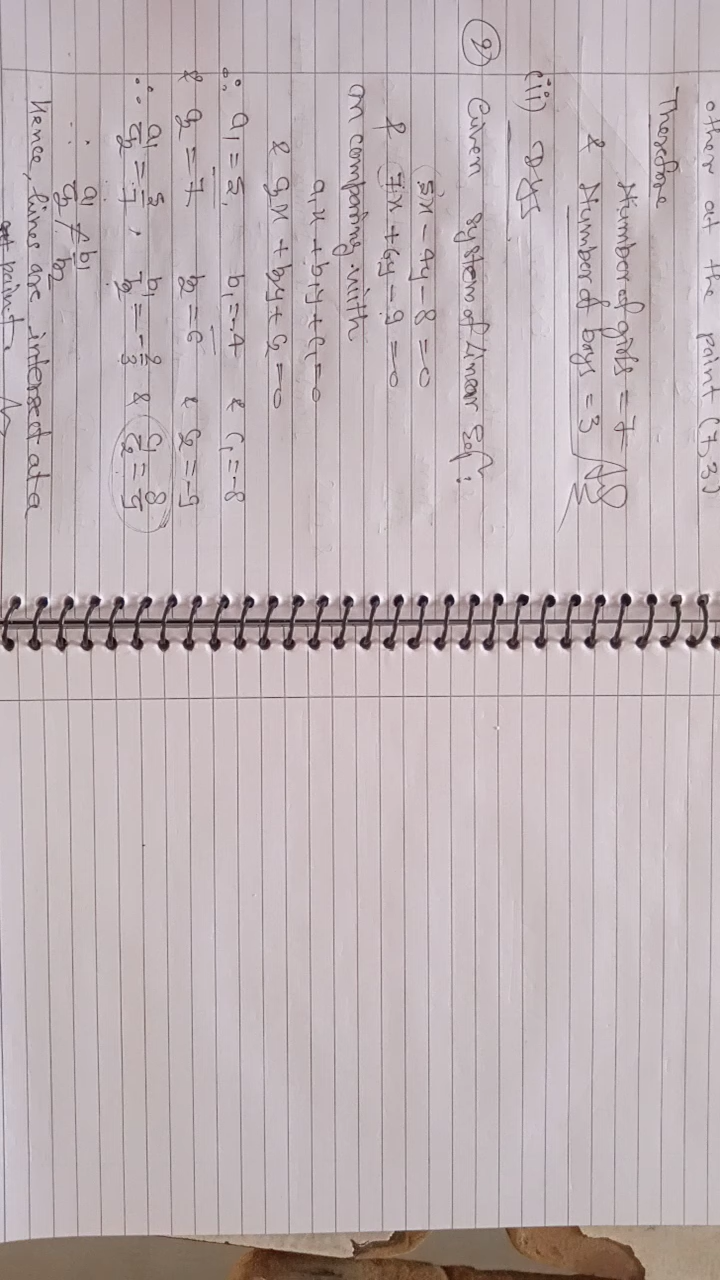 other at the point (7,3)
Therefore
Number of girls = 7
& Number of boys = 3
(ii) DYS
② Given system of linear Eqⁿ:
5x - 4y - 8 = 0
& 7x + 6y - 9 = 0
on comparing with
a₁x + b₁y + c₁ = 0
& a₂x + b₂y + c₂ = 0
∴ a₁ = 5, b₁ = -4 & c₁ = -8
& a₂ = 7 b₂ = 6 & c₂ = -9
∴ a₁/a₂ = 5/7, b₁/b₂ = -2/3 & c₁/c₂ = 8/9
∴ a₁/a₂ ≠ b₁/b₂
Hence, lines are intersect at a
point.